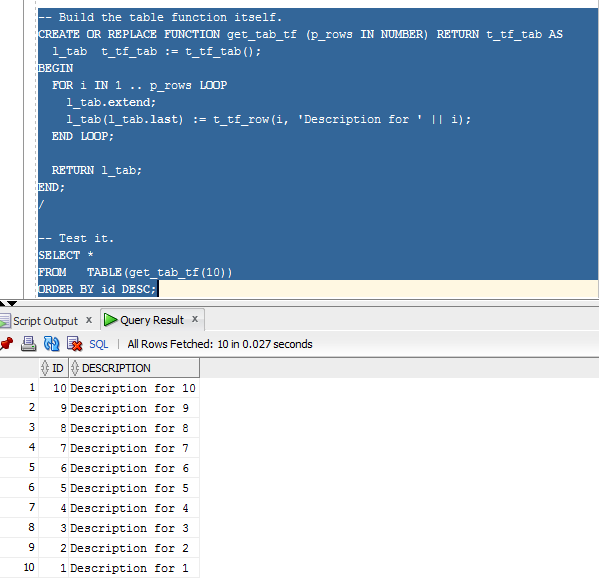 -- Build the table function itself.
CREATE OR REPLACE FUNCTION get_tab_tf (p_rows IN NUMBER) RETURN t_tf_tab AS
  l_tab  t_tf_tab := t_tf_tab();
BEGIN
  FOR i IN 1 .. p_rows LOOP
    l_tab.extend;
    l_tab(l_tab.last) := t_tf_row(i, 'Description for ' || i);
  END LOOP;

  RETURN l_tab;
END;
/

-- Test it.
SELECT *
FROM   TABLE(get_tab_tf(10))
ORDER BY id DESC;
Script Output x Query Result x
SQL | All Rows Fetched: 10 in 0.027 seconds
ID DESCRIPTION
1 10 Description for 10
2 9 Description for 9
3 8 Description for 8
4 7 Description for 7
5 6 Description for 6
6 5 Description for 5
7 4 Description for 4
8 3 Description for 3
9 2 Description for 2
10 1 Description for 1